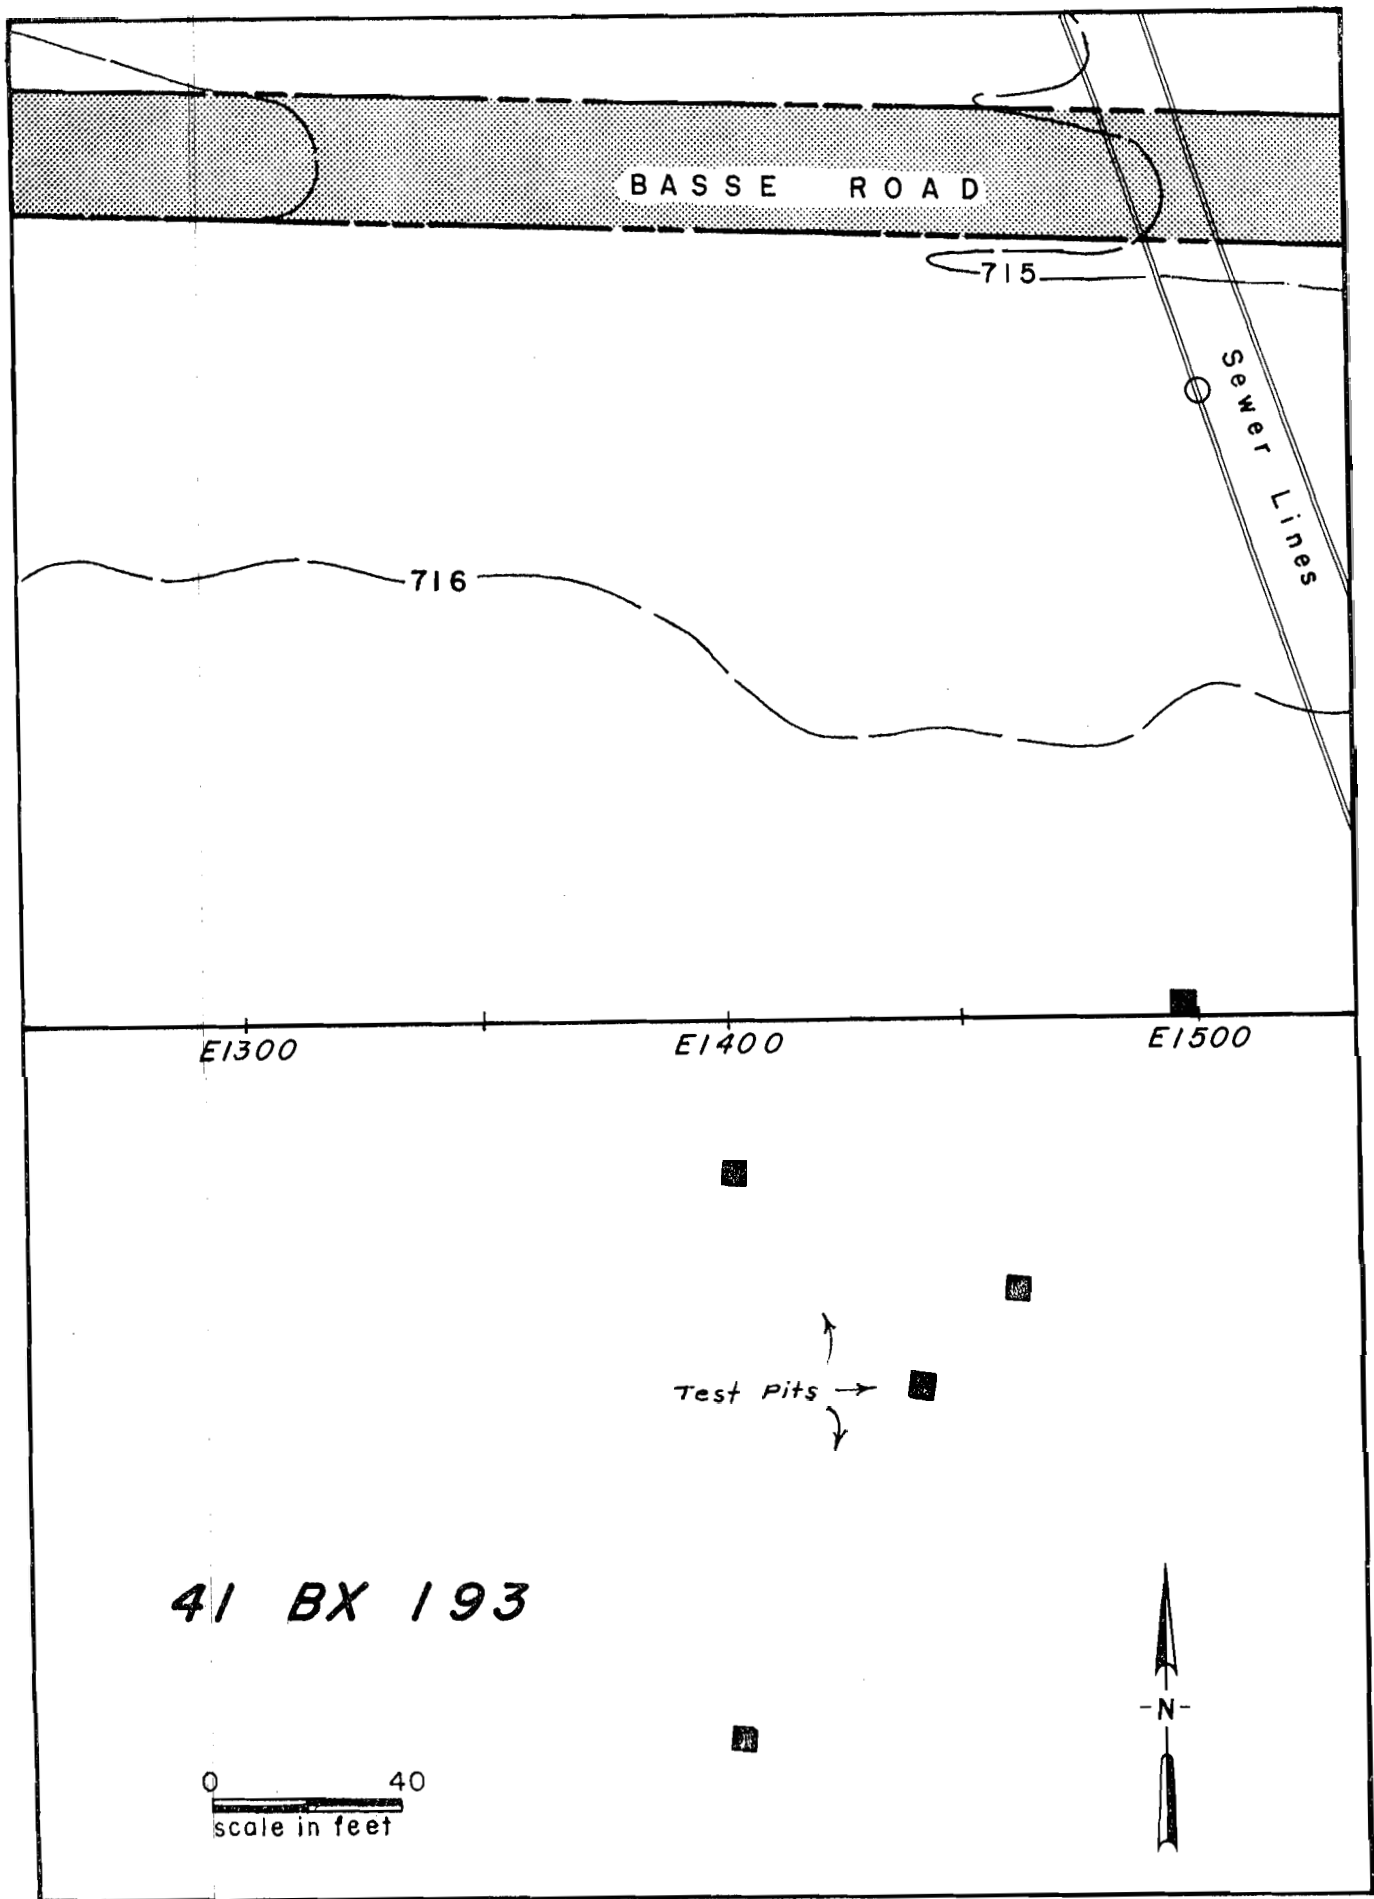 BASSE ROAD
715
Sewer Lines
716
E1300 E1400 E1500
Test Pits
41 BX 193
-N-
0 40
scale in feet